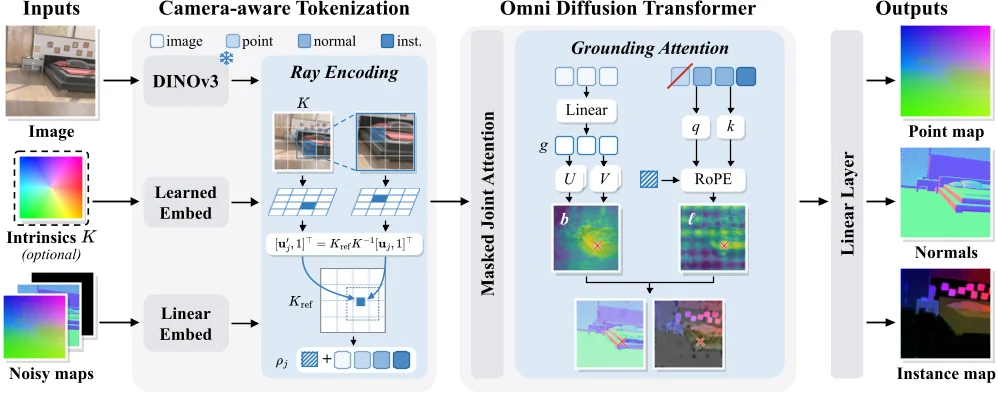 Inputs
Camera-aware Tokenization
Omni Diffusion Transformer
Outputs
image
point
normal
inst.
DINOv3
Ray Encoding
K
Image
Intrinsics K
(optional)
Learned
Embed
[u′j, 1]⊤ = Kref K−1[uj, 1]⊤
Kref
Noisy maps
Linear
Embed
ρj
+
Masked Joint Attention
Grounding Attention
Linear
g
q
k
U
V
RoPE
b
ℓ
Linear Layer
Point map
Normals
Instance map